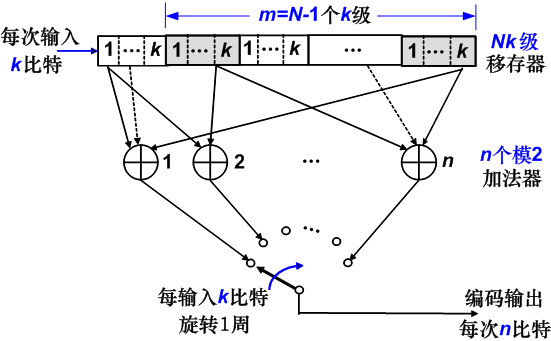 m=N-1个k级
每次输入
k比特
1 ··· k 1 ··· k 1 ··· k ··· 1 ··· k
Nk级
移存器
1 2 ··· n
n个模2
加法器
···
每输入k比特
旋转1周
编码输出
每次n比特